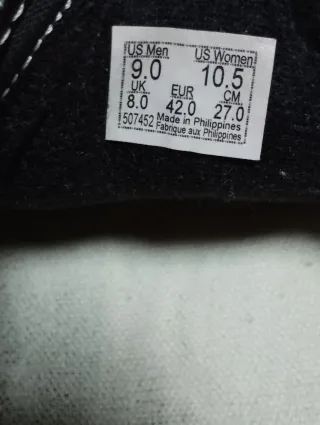 US Men US Women
9.0 10.5
UK EUR CM
8.0 42.0 27.0
507452 Made in Philippines
Fabrique aux Philippines